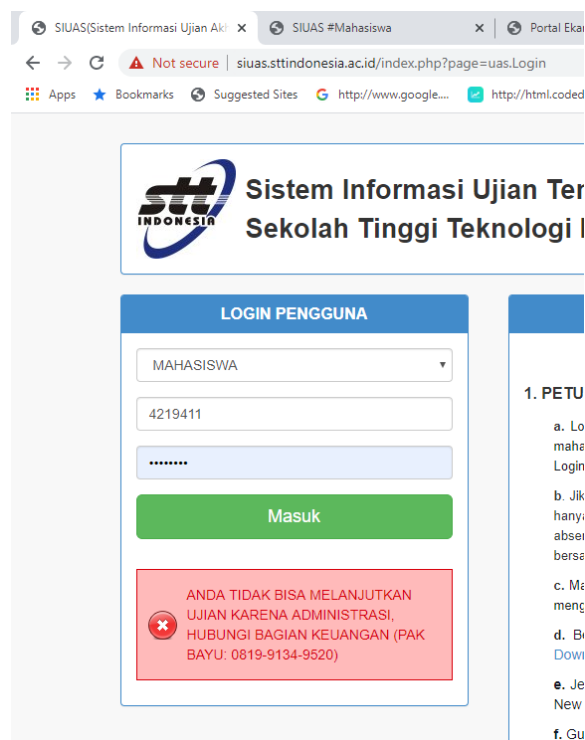 SIUAS(Sistem Informasi Ujian Ak
SIUAS #Mahasiswa
Portal Ekar
Not secure | siuas.sttindonesia.ac.id/index.php?page=uas.Login
Apps
Bookmarks
Suggested Sites
http://www.google....
http://html.coded
stt
INDONESIA
Sistem Informasi Ujian Ter
Sekolah Tinggi Teknologi
LOGIN PENGGUNA
MAHASISWA
4219411
••••••••
Masuk
ANDA TIDAK BISA MELANJUTKAN
UJIAN KARENA ADMINISTRASI,
HUBUNGI BAGIAN KEUANGAN (PAK
BAYU: 0819-9134-9520)
1. PETU
a. Lo
maha
Login
b. Jik
hanya
abser
bersa
c. Ma
meng
d. Be
Down
e. Je
New
f. Gu